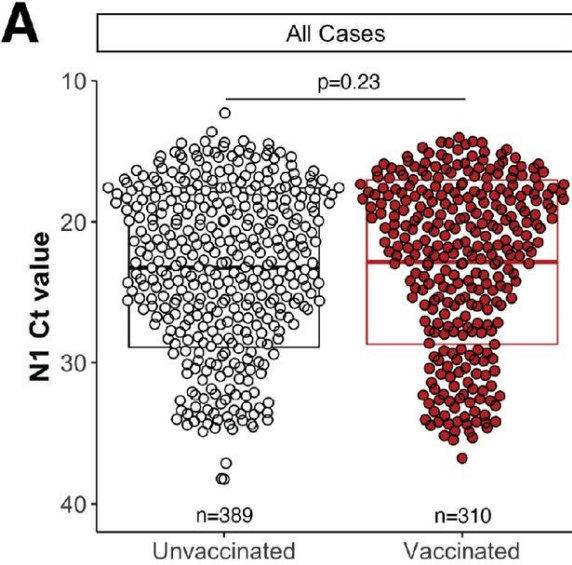 A
All Cases
10
p=0.23
20
N1 Ct value
30
40
n=389
n=310
Unvaccinated
Vaccinated